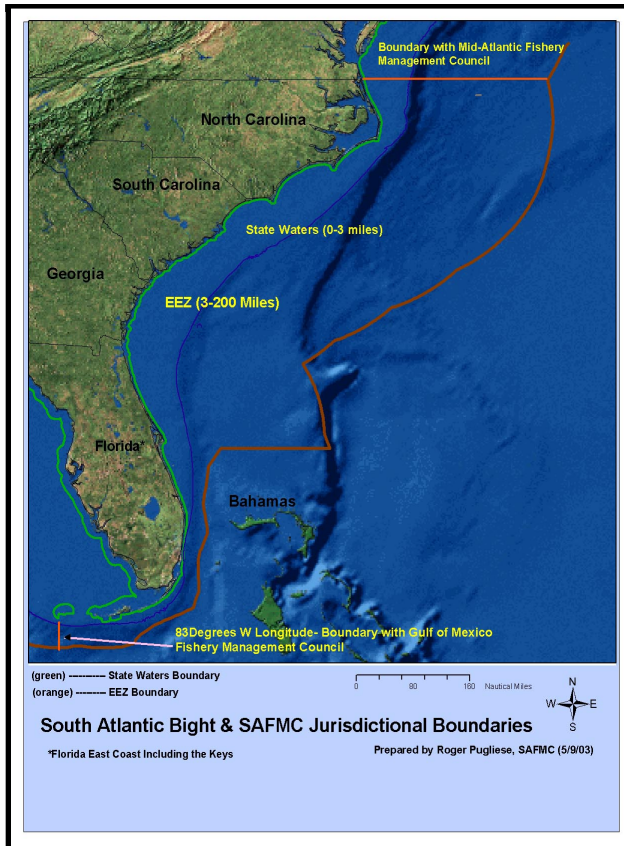 Boundary with Mid-Atlantic Fishery
Management Council
North Carolina
South Carolina
State Waters (0-3 miles)
Georgia
EEZ (3-200 Miles)
Florida*
Bahamas
83Degrees W Longitude- Boundary with Gulf of Mexico
Fishery Management Council
(green) ----------- State Waters Boundary
(orange) --------- EEZ Boundary
0 80 160 Nautical Miles
N
W E
S
South Atlantic Bight & SAFMC Jurisdictional Boundaries
*Florida East Coast Including the Keys
Prepared by Roger Pugliese, SAFMC (5/9/03)